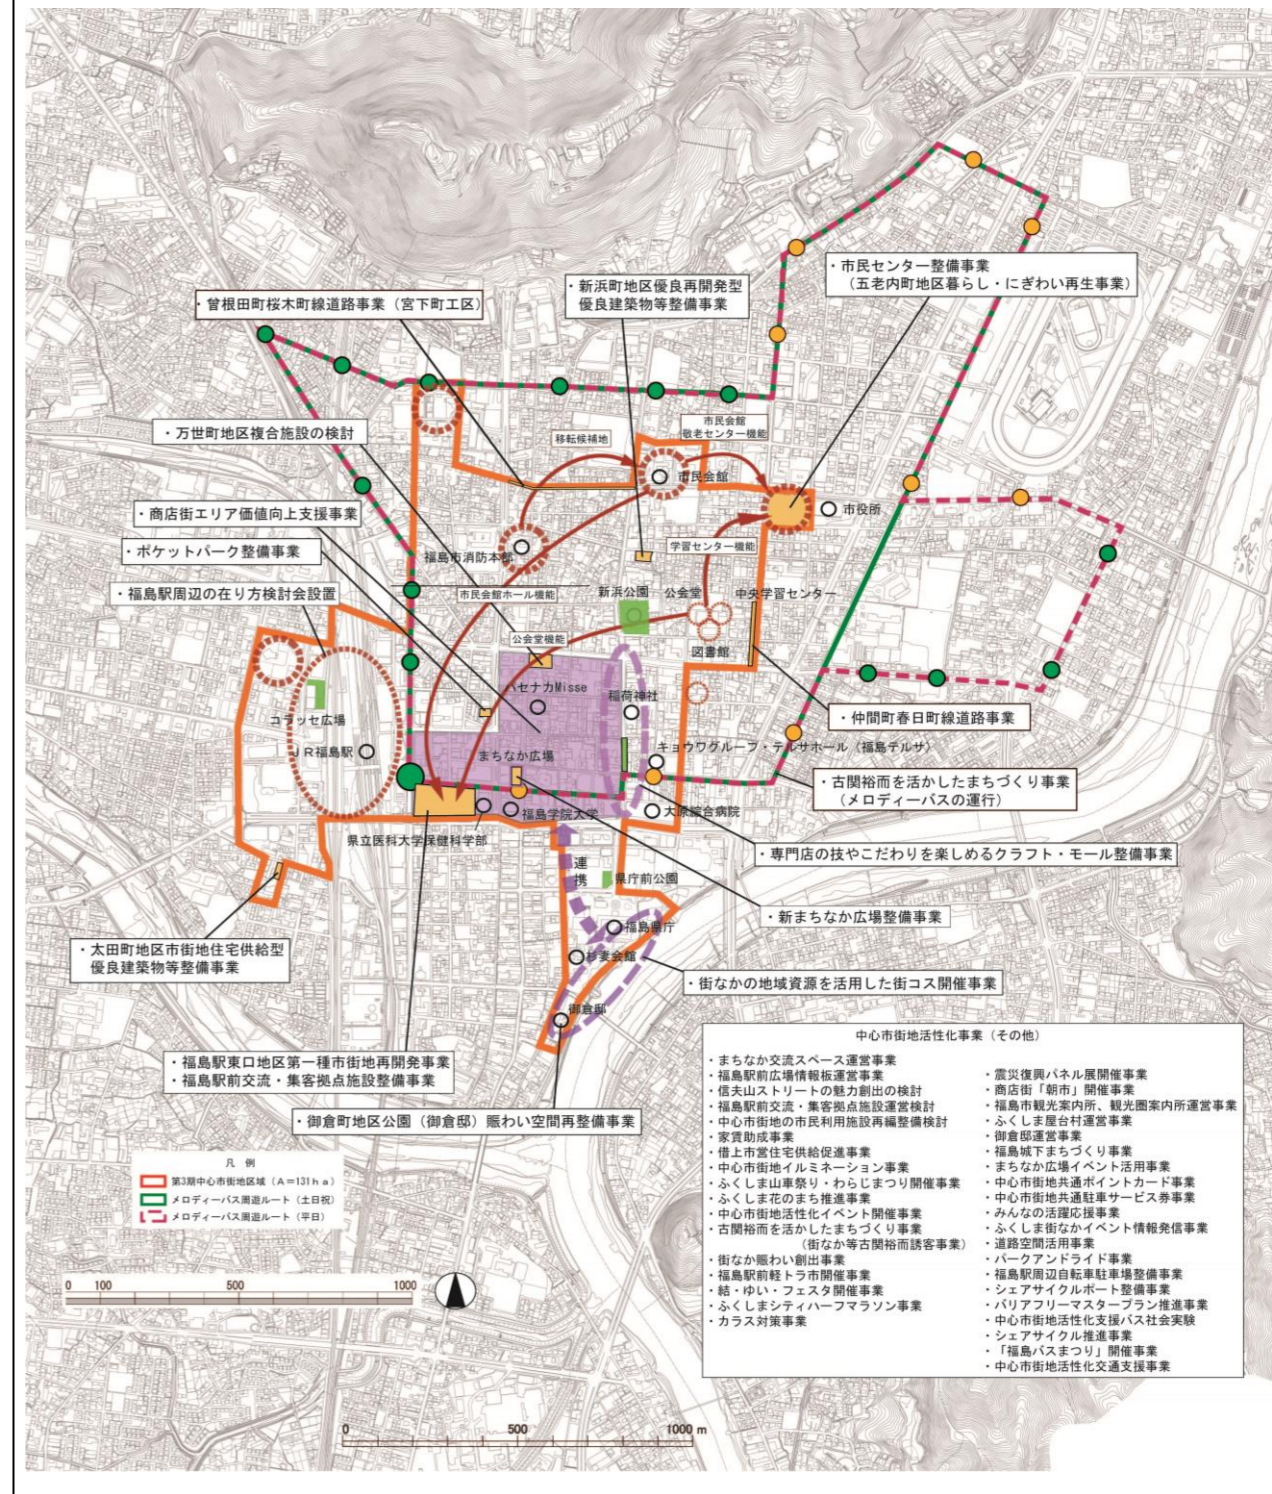 ・市民センター整備事業
（五老内町地区暮らし・にぎわい再生事業）
・新浜町地区優良再開発型
優良建築物等整備事業
・曾根田町桜木町線道路事業（宮下町工区）
市民会館
敬老センター機能
移転候補地
・万世町地区複合施設の検討
市民会館
・商店街エリア価値向上支援事業
市役所
・ポケットパーク整備事業
福島市消防本部
学習センター機能
・福島駅周辺の在り方検討会設置
市民会館ホール機能
新浜公園
公会堂
中央学習センター
公会堂機能
図書館
ハセナカMisse
稲荷神社
コラッセ広場
・仲間町春日町線道路事業
ＪＲ福島駅
まちなか広場
キョウワグループ・テルサホール（福島テルサ）
・古関裕而を活かしたまちづくり事業
（メロディーバスの運行）
福島学院大学
大原綜合病院
県立医科大学保健科学部
・専門店の技やこだわりを楽しめるクラフト・モール整備事業
連携
県庁前公園
・新まちなか広場整備事業
福島県庁
・太田町地区市街地住宅供給型
優良建築物等整備事業
杉妻会館
・街なかの地域資源を活用した街コス開催事業
御倉邸
・福島駅東口地区第一種市街地再開発事業
・福島駅前交流・集客拠点施設整備事業
・御倉町地区公園（御倉邸）賑わい空間再整備事業
中心市街地活性化事業（その他）
・まちなか交流スペース運営事業
・福島駅前広場情報板運営事業
・信夫山ストリートの魅力創出の検討
・福島駅前交流・集客拠点施設運営検討
・中心市街地の市民利用施設再編整備検討
・家賃助成事業
・借上市営住宅供給促進事業
・中心市街地イルミネーション事業
・ふくしま山車祭り・わらじまつり開催事業
・ふくしま花のまち推進事業
・中心市街地活性化イベント開催事業
・古関裕而を活かしたまちづくり事業
（街なか等古関裕而誘客事業）
・街なか賑わい創出事業
・福島駅前軽トラ市開催事業
・結・ゆい・フェスタ開催事業
・ふくしまシティハーフマラソン事業
・カラス対策事業
・震災復興パネル展開催事業
・商店街「朝市」開催事業
・福島市観光案内所、観光圏案内所運営事業
・ふくしま屋台村運営事業
・御倉邸運営事業
・福島城下まちづくり事業
・まちなか広場イベント活用事業
・中心市街地共通ポイントカード事業
・中心市街地共通駐車サービス券事業
・みんなの活躍応援事業
・ふくしま街なかイベント情報発信事業
・道路空間活用事業
・パークアンドライド事業
・福島駅周辺自転車駐車場整備事業
・シェアサイクルポート整備事業
・バリアフリーマスタープラン推進事業
・中心市街地活性化支援バス社会実験
・シェアサイクル推進事業
・「福島バスまつり」開催事業
・中心市街地活性化交通支援事業
凡 例
第3期中心市街地区域（A＝131ha）
メロディーバス周遊ルート（土日祝）
メロディーバス周遊ルート（平日）
0 100 500 1000
0 500 1000 m